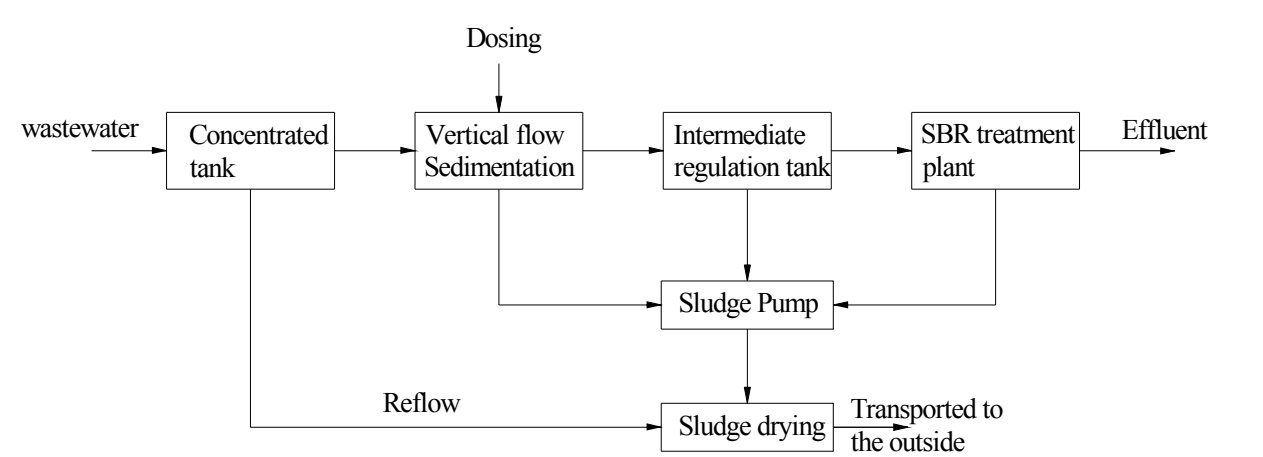 Dosing
wastewater
Concentrated
tank
Vertical flow
Sedimentation
Intermediate
regulation tank
SBR treatment
plant
Effluent
Sludge Pump
Reflow
Sludge drying
Transported to
the outside